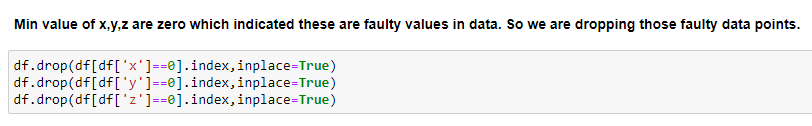 Min value of x,y,z are zero which indicated these are faulty values in data. So we are dropping those faulty data points.
df.drop(df[df['x']==0].index,inplace=True)
df.drop(df[df['y']==0].index,inplace=True)
df.drop(df[df['z']==0].index,inplace=True)